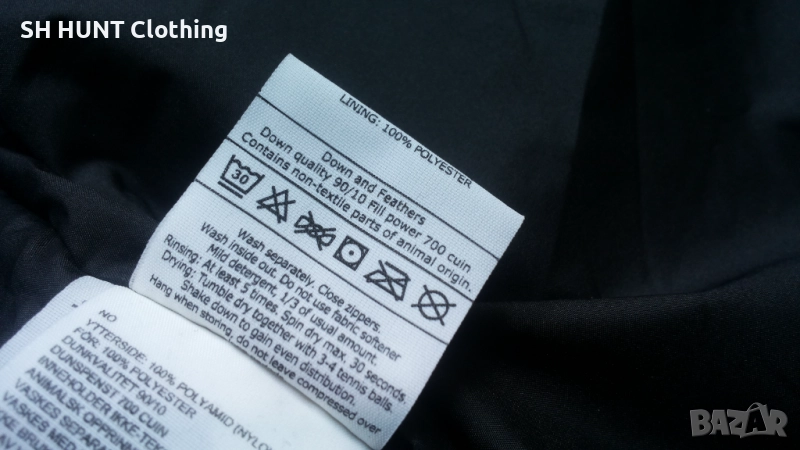 SH HUNT Clothing
LINING: 100% POLYESTER
Down and Feathers
Down quality 90/10 Fill power 700 cuin
Contains non-textile parts of animal origin.
30
Wash separately. Close zippers.
Wash inside out. Do not use fabric softener
Mild detergent, 1/3 of usual amount.
Rinsing: At least 5 times. Spin dry max. 30 seconds.
Drying: Tumble dry together with 3-4 tennis balls.
Shake down to gain even distribution.
Hang when storing, do not leave compressed over
NO
YTTERSIDE: 100% POLYAMID (NYLO
FÔR: 100% POLYESTER
DUNKVALITET 90/10
DUNSPENST 700 CUIN
INNEHOLDER IKKE-TEK
ANIMALSK OPPRINN
VASKES SEPARA
VASKES MED
BAZAR